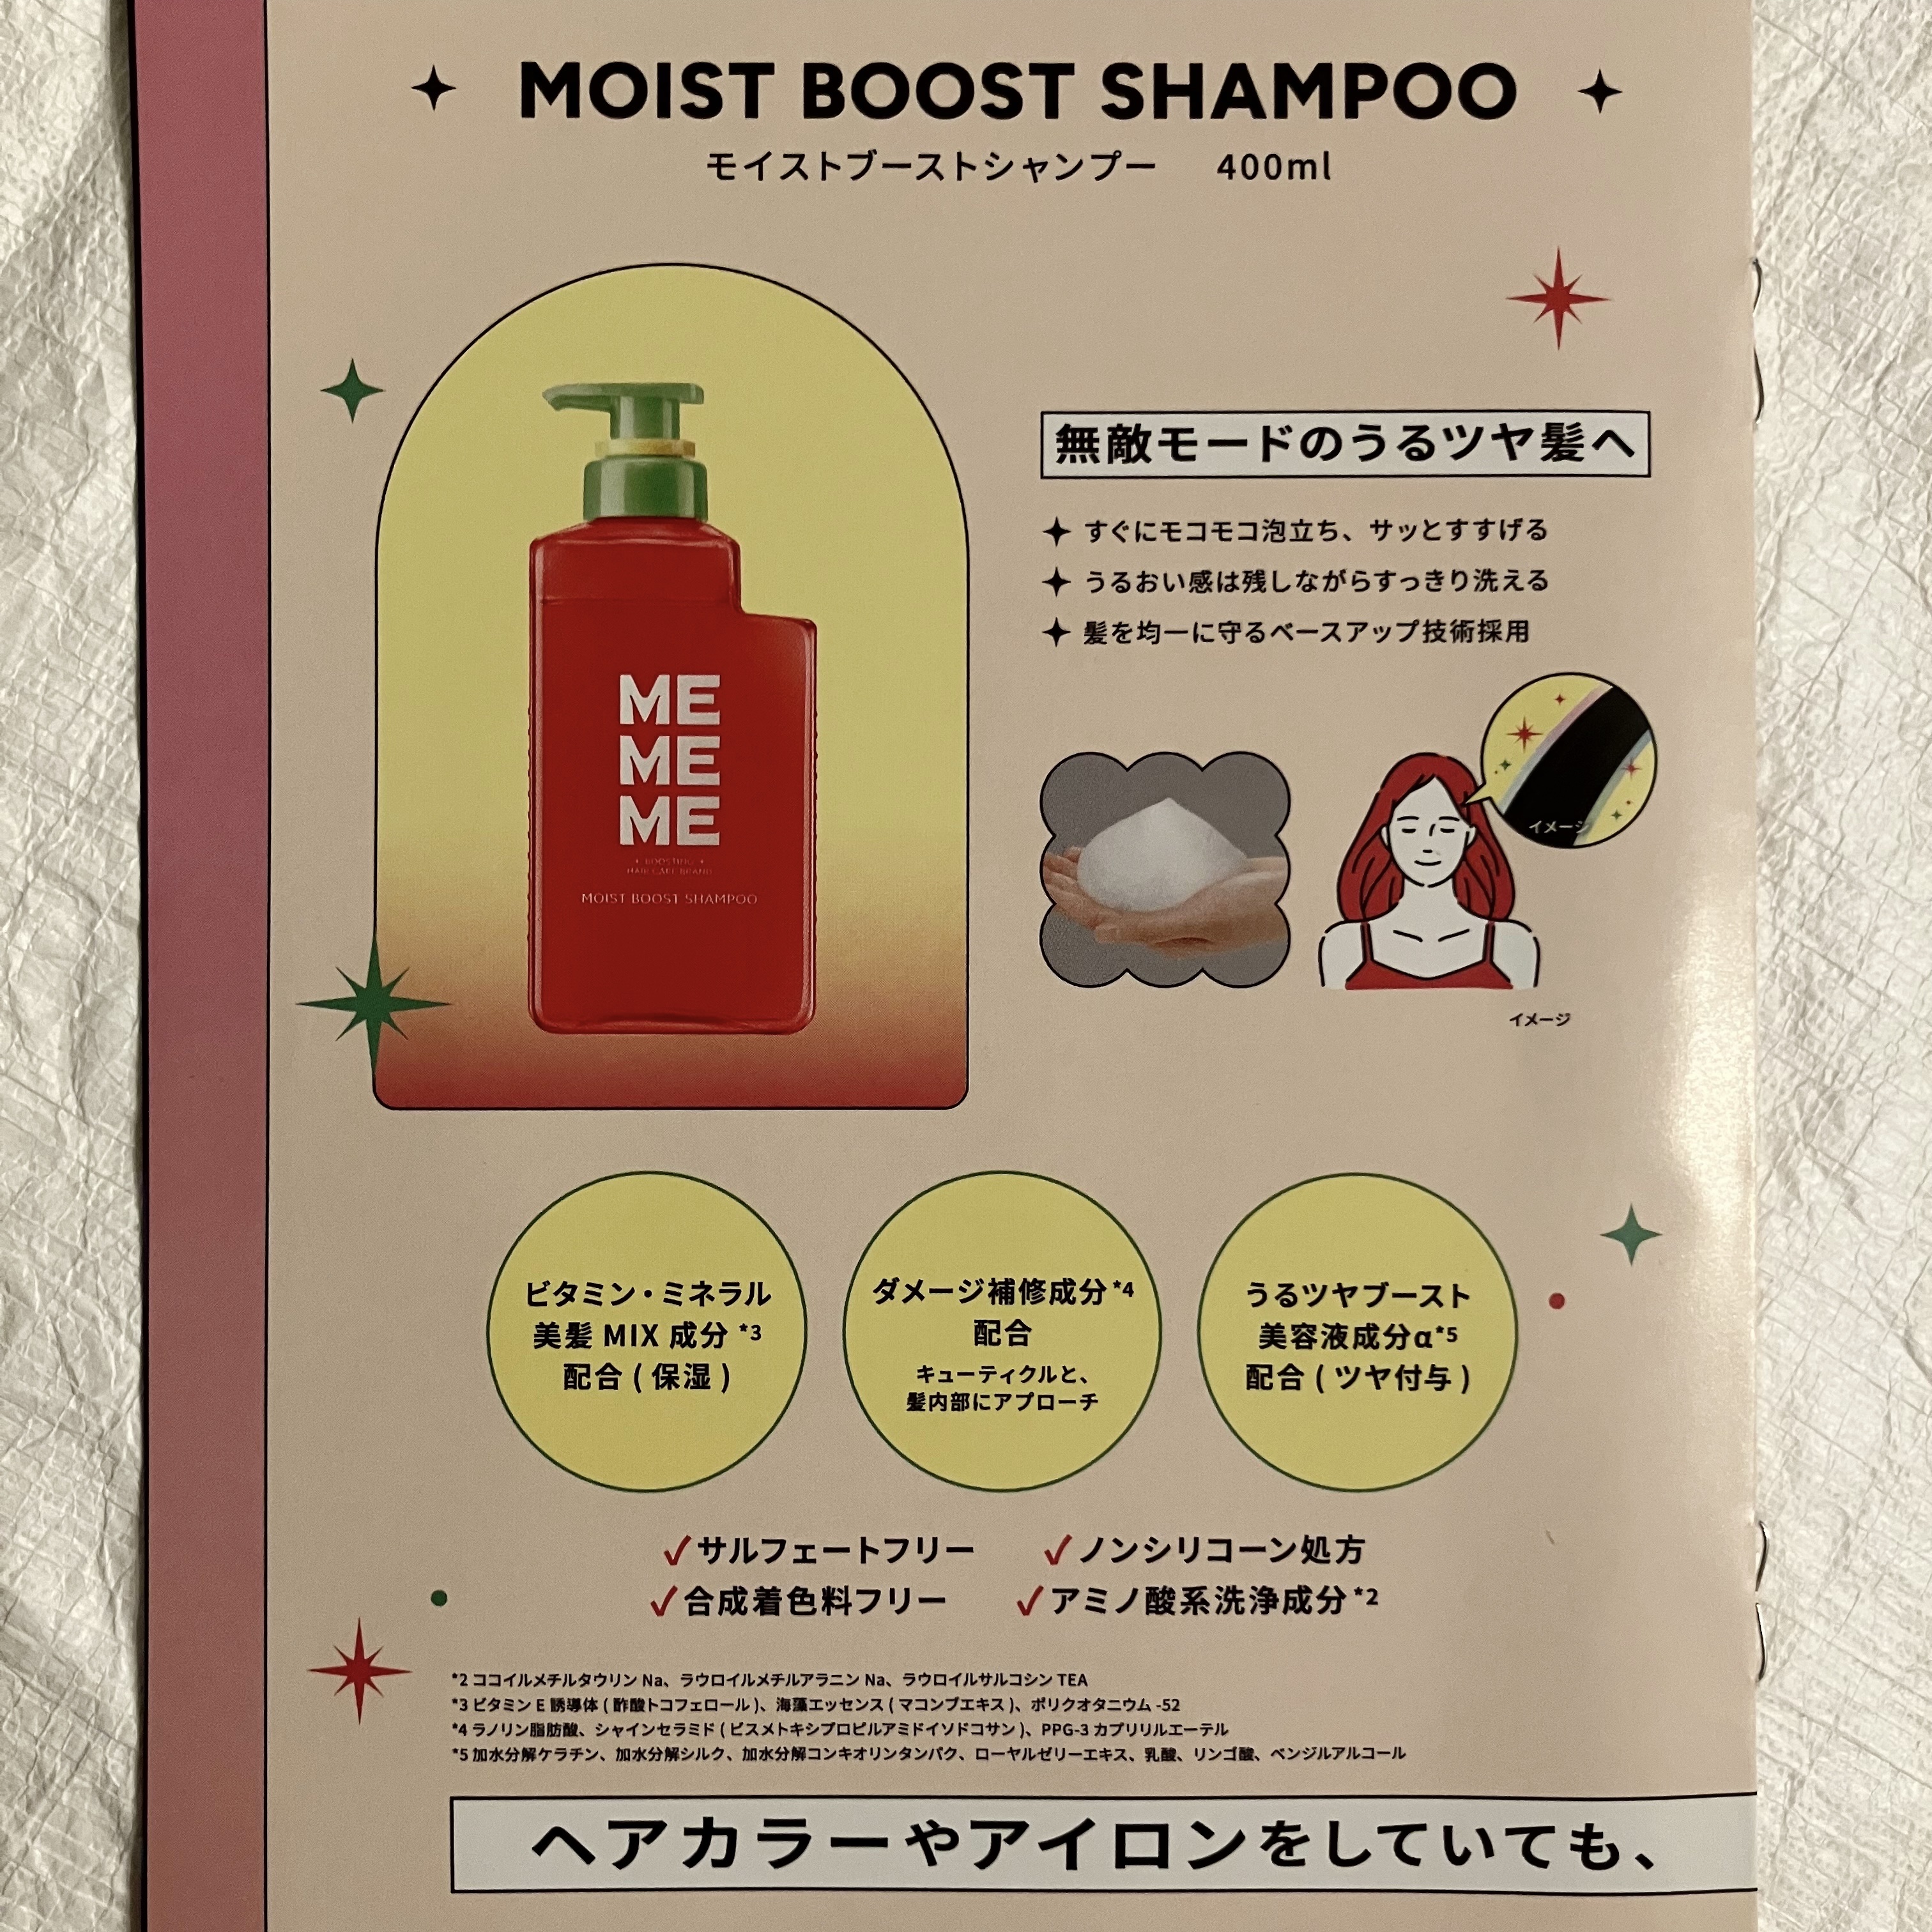 MOIST BOOST SHAMPOO
モイストブーストシャンプー 400ml
無敵モードのうるツヤ髪へ
すぐにモコモコ泡立ち、サッとすすげる
うるおい感は残しながらすっきり洗える
髪を均一に守るベースアップ技術採用
ME
ME
ME
BOOSTING
HAIR CARE BRAND
MOIST BOOST SHAMPOO
イメージ
イメージ
ビタミン・ミネラル
美髪 MIX 成分 *3
配合 ( 保湿 )
ダメージ補修成分*4
配合
キューティクルと、
髪内部にアプローチ
うるツヤブースト
美容液成分α*5
配合 ( ツヤ付与 )
✓サルフェートフリー ✓ノンシリコーン処方
✓合成着色料フリー ✓アミノ酸系洗浄成分*2
*2 ココイルメチルタウリン Na、ラウロイルメチルアラニン Na、ラウロイルサルコシン TEA
*3 ビタミン E 誘導体 ( 酢酸トコフェロール )、海藻エッセンス ( マコンブエキス )、ポリクオタニウム -52
*4 ラノリン脂肪酸、シャインセラミド ( ビスメトキシプロピルアミドイソドコサン )、PPG-3 カプリリルエーテル
*5 加水分解ケラチン、加水分解シルク、加水分解コンキオリンタンパク、ローヤルゼリーエキス、乳酸、リンゴ酸、ベンジルアルコール
ヘアカラーやアイロンをしていても、